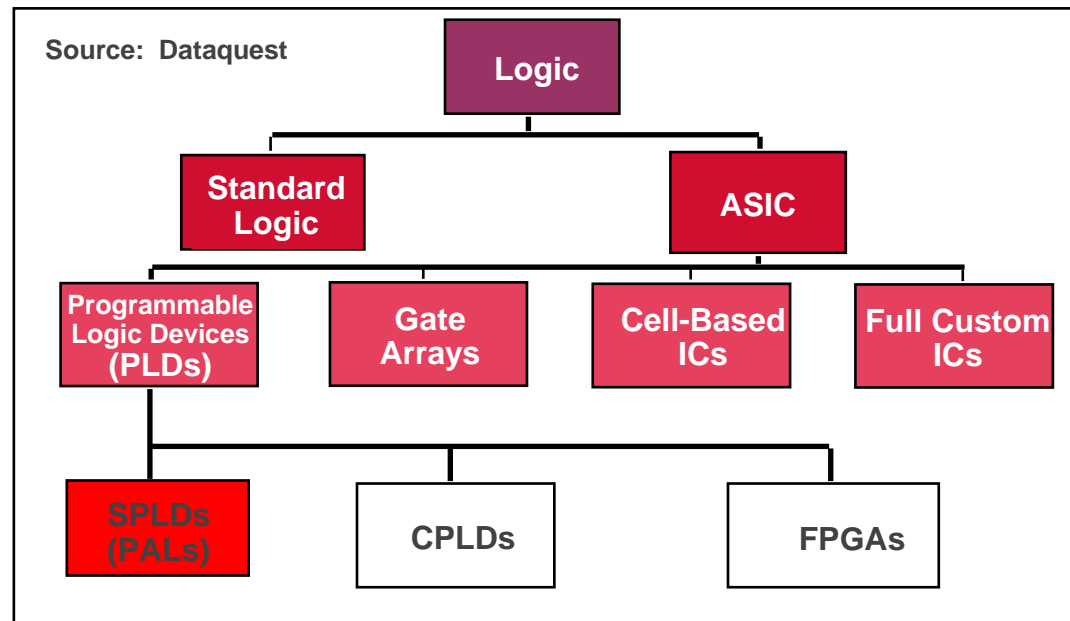 Source: Dataquest
Logic
Standard
Logic
ASIC
Programmable
Logic Devices
(PLDs)
Gate
Arrays
Cell-Based
ICs
Full Custom
ICs
SPLDs
(PALs)
CPLDs
FPGAs